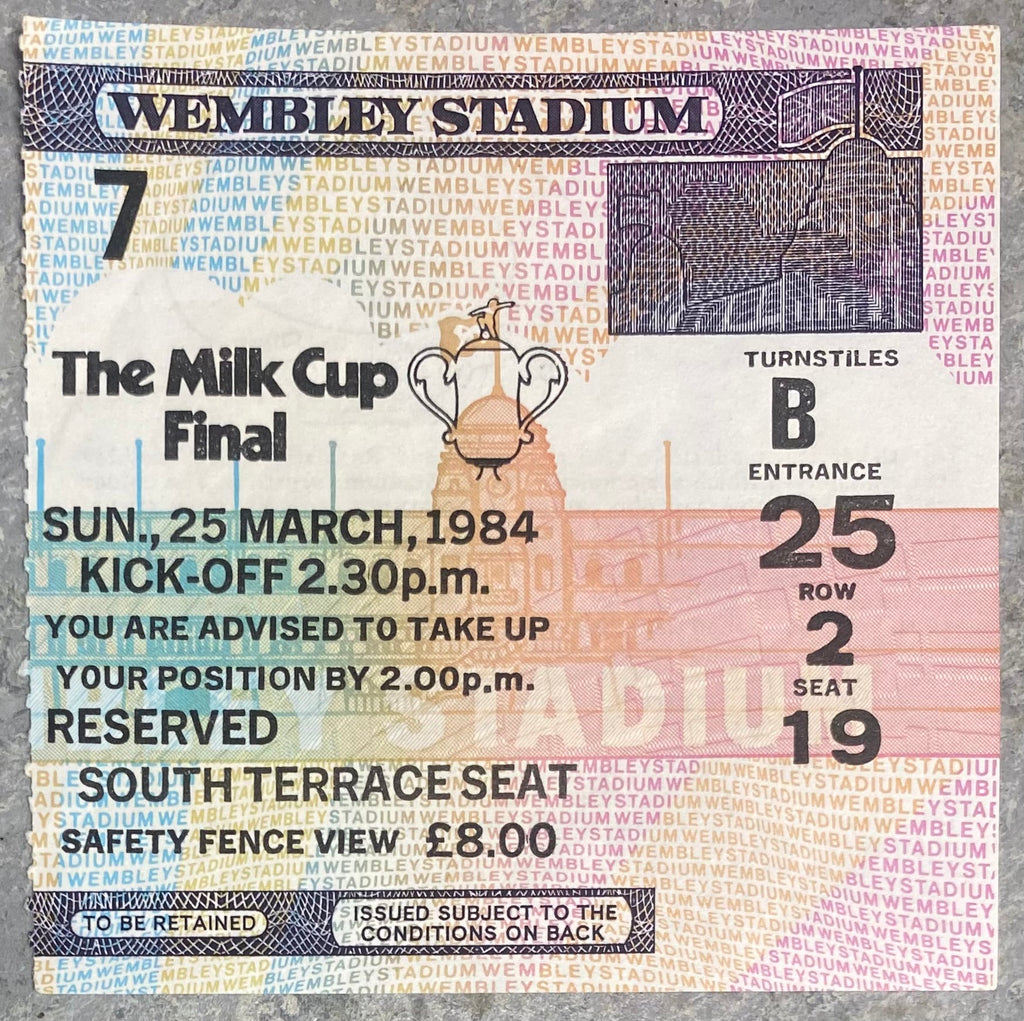 WEMBLEY STADIUM
7
The Milk Cup
Final
TURNSTILES
B
ENTRANCE
25
ROW
2
SEAT
19
SUN., 25 MARCH, 1984
KICK-OFF 2.30p.m.
YOU ARE ADVISED TO TAKE UP
YOUR POSITION BY 2.00p.m.
STADIUM
RESERVED
SOUTH TERRACE SEAT
SAFETY FENCE VIEW £8.00
TO BE RETAINED
ISSUED SUBJECT TO THE
CONDITIONS ON BACK